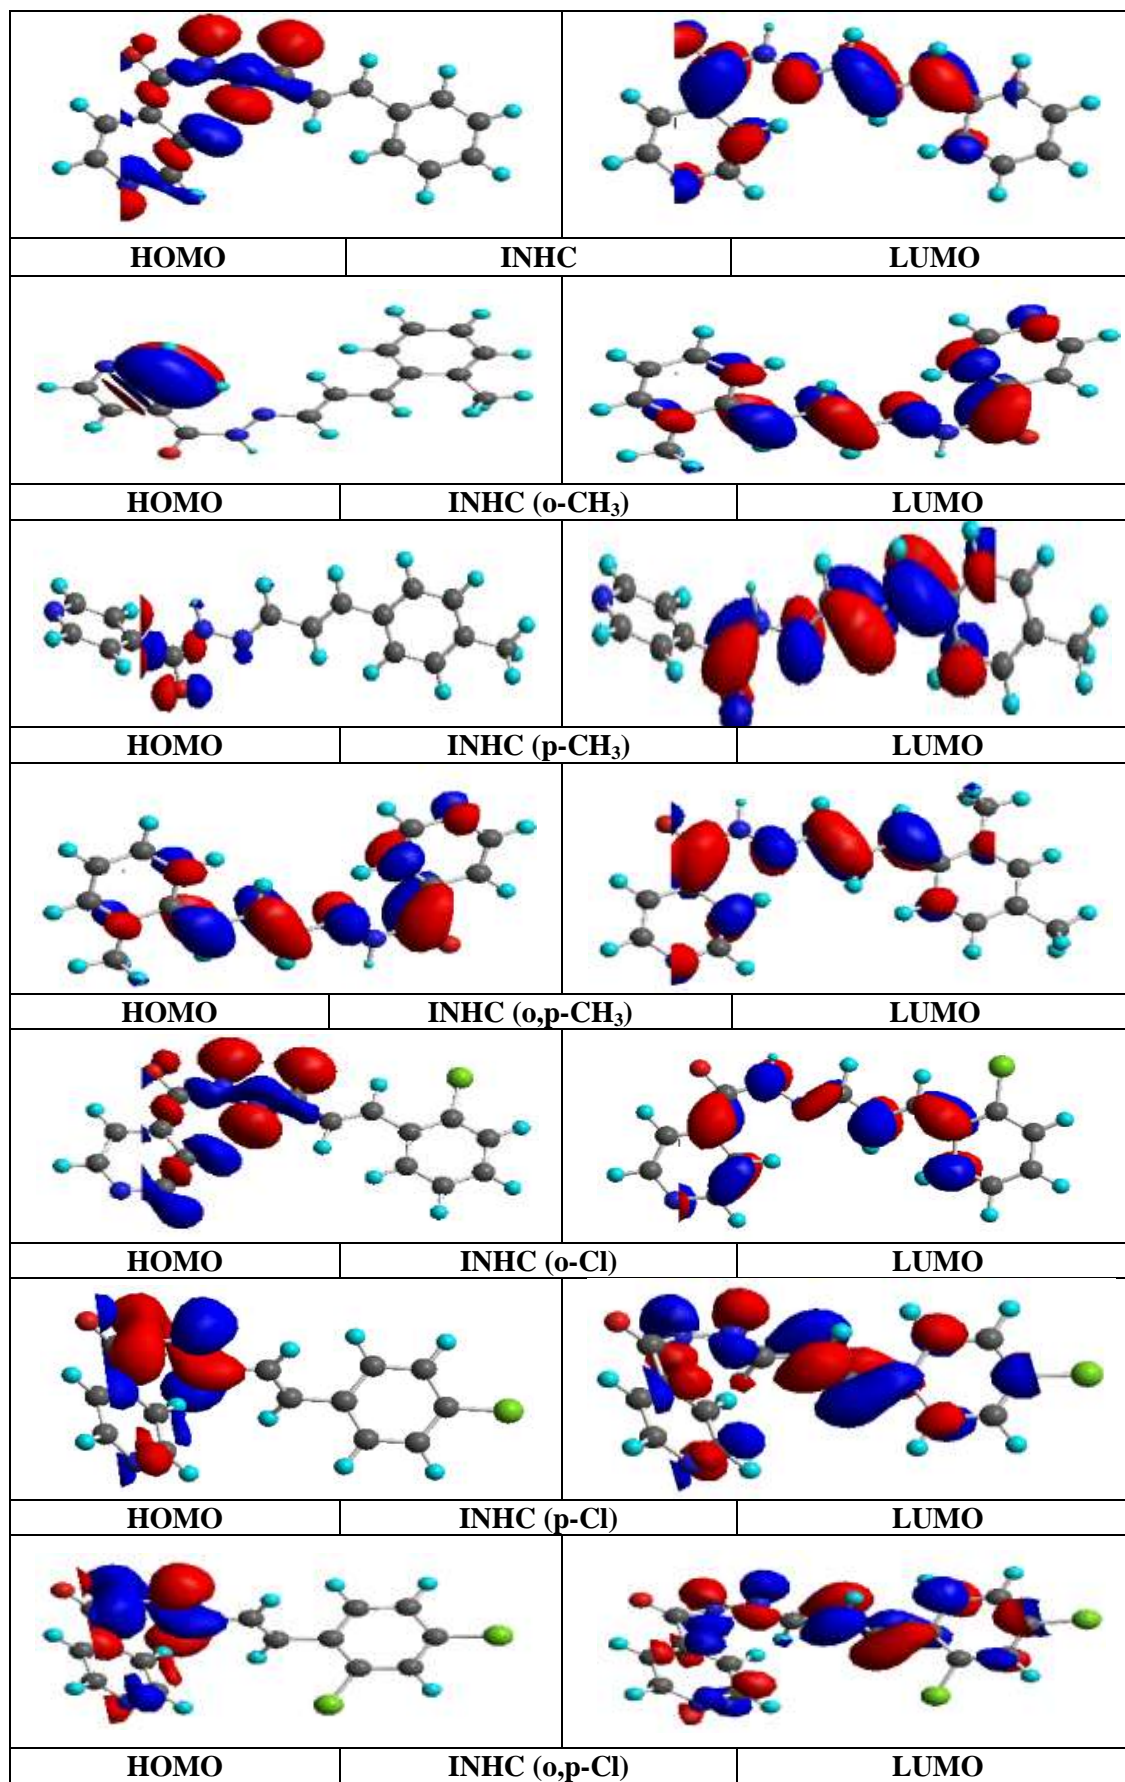 HOMO INHC LUMO
HOMO INHC (o-CH₃) LUMO
HOMO INHC (p-CH₃) LUMO
HOMO INHC (o,p-CH₃) LUMO
HOMO INHC (o-Cl) LUMO
HOMO INHC (p-Cl) LUMO
HOMO INHC (o,p-Cl) LUMO